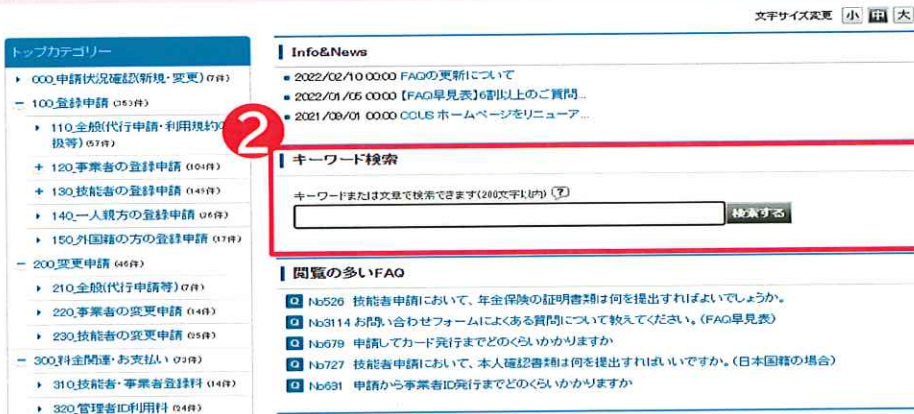 文字サイズ変更 小 中 大
トップカテゴリー
000_申請状況確認(新規・変更) (7件)
100_登録申請 (353件)
110_全般(代行申請・利用規約の
扱等) (57件)
120_事業者の登録申請 (104件)
130_技能者の登録申請 (149件)
140_一人親方の登録申請 (26件)
150_外国籍の方の登録申請 (17件)
200_変更申請 (46件)
210_全般(代行申請等) (7件)
220_事業者の変更申請 (14件)
230_技能者の変更申請 (25件)
300_料金関連・お支払い (73件)
310_技能者・事業者登録料 (14件)
320_管理者ID利用料 (24件)
Info&News
2022/02/10 00:00 FAQの更新について
2022/01/05 00:00 【FAQ早見表】6割以上のご質問...
2021/09/01 00:00 CCUS ホームページをリニューア...
2
キーワード検索
キーワードまたは文章で検索できます(200文字以内) ?
検索する
閲覧の多いFAQ
Q No526 技能者申請において、年金保険の証明書類は何を提出すればよいでしょうか。
Q No3114 お問い合わせフォームによくある質問について教えてください。(FAQ早見表)
Q No679 申請してカード発行までどのくらいかかりますか
Q No727 技能者申請において、本人確認書類は何を提出すればいいですか。(日本国籍の場合)
Q No681 申請から事業者ID発行までどのくらいかかりますか